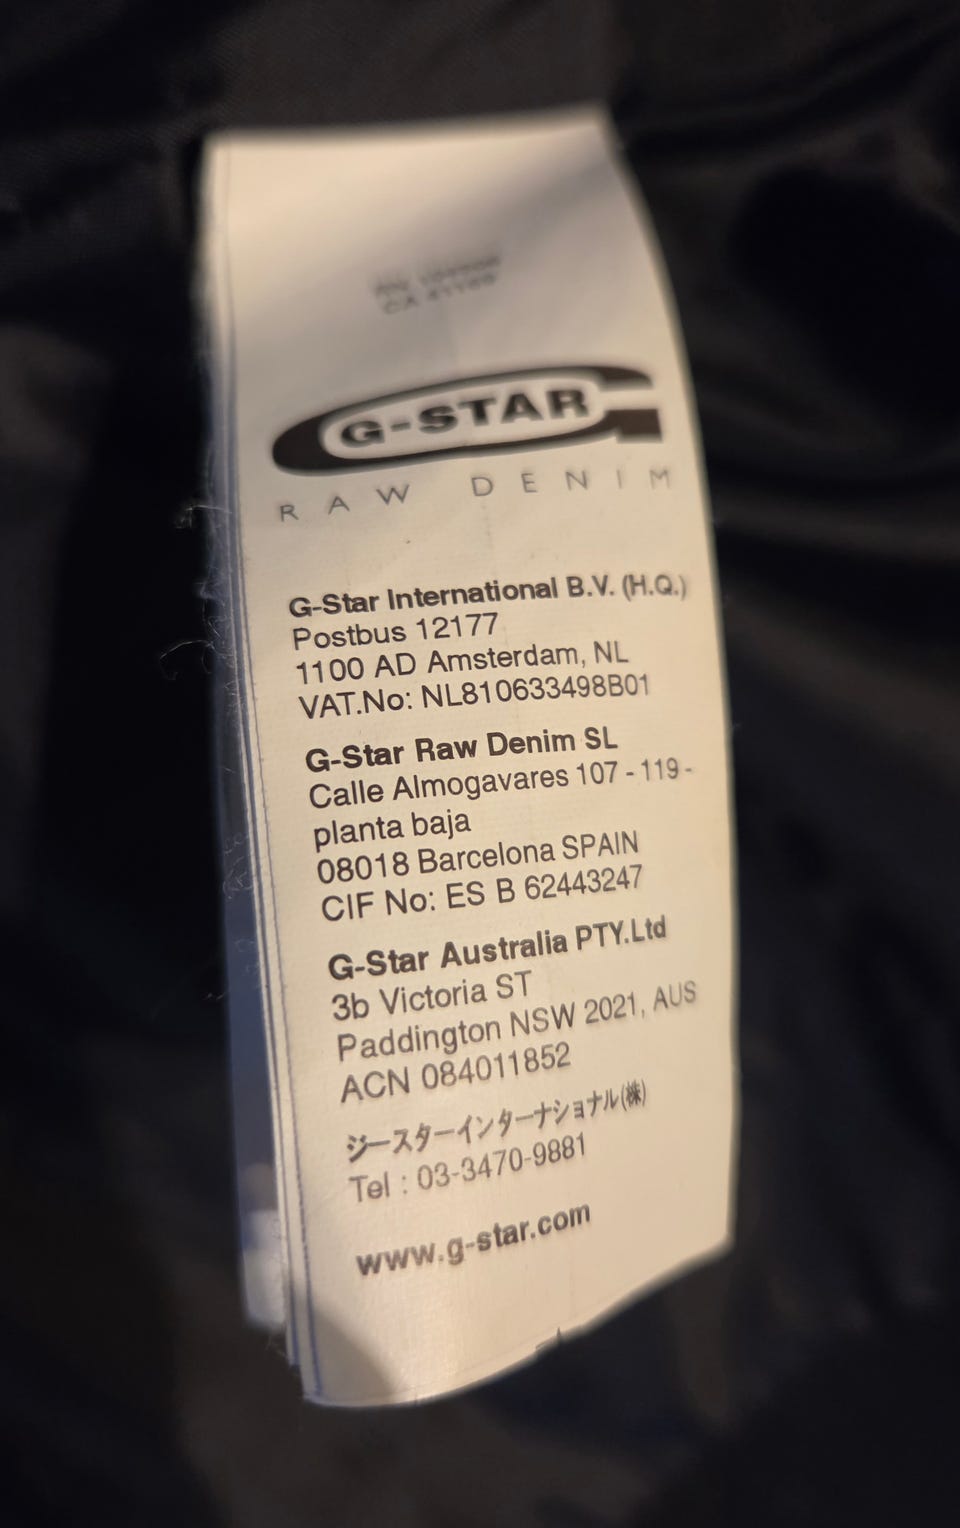 G-STAR
RAW DENIM
G-Star International B.V. (H.Q.)
Postbus 12177
1100 AD Amsterdam, NL
VAT.No: NL810633498B01
G-Star Raw Denim SL
Calle Almogavares 107 - 119 -
planta baja
08018 Barcelona SPAIN
CIF No: ES B 62443247
G-Star Australia PTY.Ltd
3b Victoria ST
Paddington NSW 2021, AUS
ACN 084011852
ジースターインターナショナル(株)
Tel : 03-3470-9881
www.g-star.com